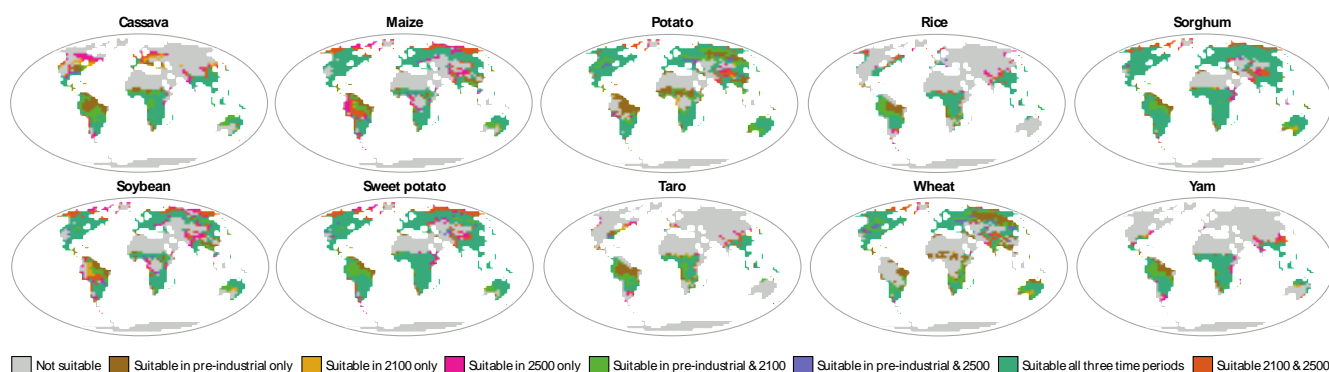 Cassava Maize Potato Rice Sorghum
Soybean Sweet potato Taro Wheat Yam
Not suitable Suitable in pre-industrial only Suitable in 2100 only Suitable in 2500 only Suitable in pre-industrial & 2100 Suitable in pre-industrial & 2500 Suitable all three time periods Suitable 2100 & 2500